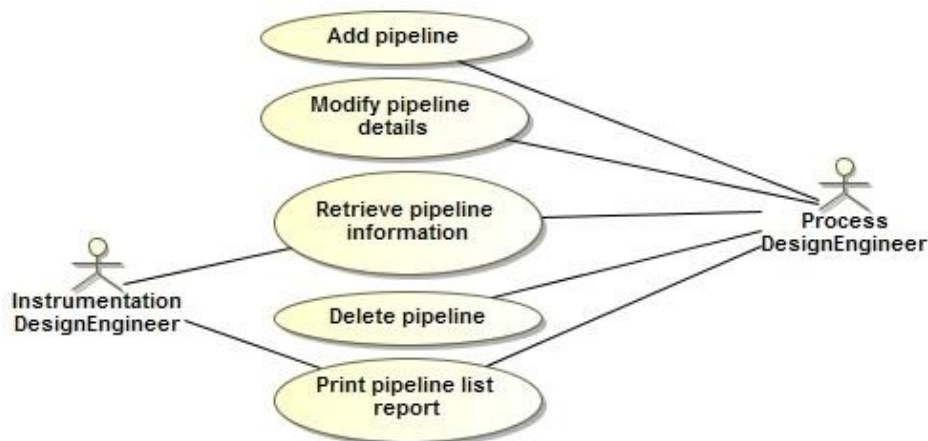 Add pipeline
Modify pipeline
details
Retrieve pipeline
information
Process
DesignEngineer
Instrumentation
DesignEngineer
Delete pipeline
Print pipeline list
report